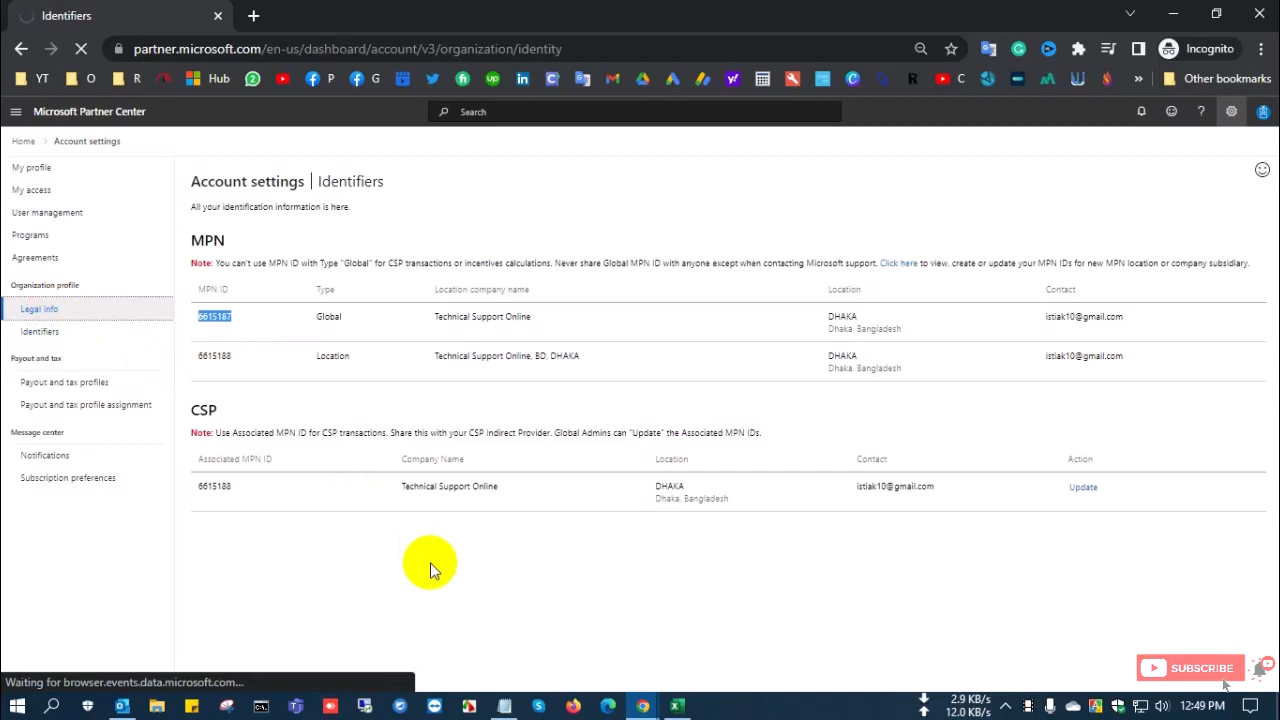 Identifiers
partner.microsoft.com/en-us/dashboard/account/v3/organization/identity
Incognito
YT O R Hub P G C Other bookmarks
Microsoft Partner Center
Search
Home > Account settings
My profile
My access
User management
Programs
Agreements
Organization profile
Legal info
Identifiers
Payout and tax
Payout and tax profiles
Payout and tax profile assignment
Message center
Notifications
Subscription preferences
Account settings | Identifiers
All your identification information is here.
MPN
Note: You can't use MPN ID with Type "Global" for CSP transactions or incentives calculations. Never share Global MPN ID with anyone except when contacting Microsoft support. Click here to view, create or update your MPN IDs for new MPN location or company subsidiary.
MPN ID Type Location company name Location Contact
6615187 Global Technical Support Online DHAKA istiak10@gmail.com
Dhaka, Bangladesh
6615188 Location Technical Support Online, BD, DHAKA DHAKA istiak10@gmail.com
Dhaka, Bangladesh
CSP
Note: Use Associated MPN ID for CSP transactions. Share this with your CSP Indirect Provider. Global Admins can "Update" the Associated MPN IDs.
Associated MPN ID Company Name Location Contact Action
6615188 Technical Support Online DHAKA istiak10@gmail.com Update
Dhaka, Bangladesh
SUBSCRIBE
Waiting for browser.events.data.microsoft.com...
2.9 KB/s
12.0 KB/s
12:49 PM